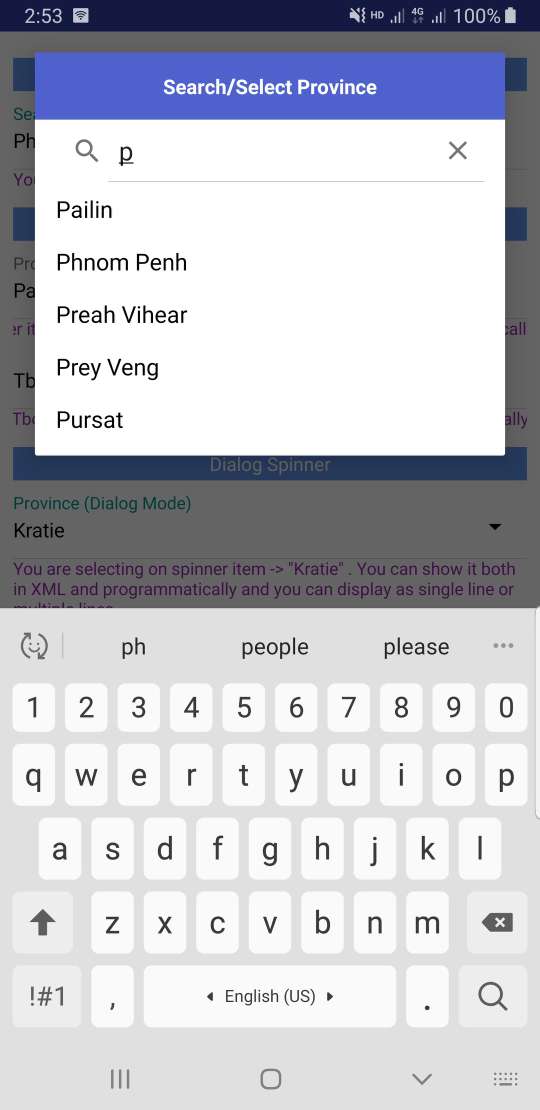 2:53 HD 4G 100%
Search/Select Province
p
Pailin
Phnom Penh
Preah Vihear
Prey Veng
Pursat
Sea
Ph
Yo
Pro
Pa
er it
call
Tb
Tbo
ally
Dialog Spinner
Province (Dialog Mode)
Kratie
You are selecting on spinner item -> "Kratie" . You can show it both
in XML and programmatically and you can display as single line or
multiple lines
ph people please
1 2 3 4 5 6 7 8 9 0
q w e r t y u i o p
a s d f g h j k l
z x c v b n m
!#1 , English (US) .